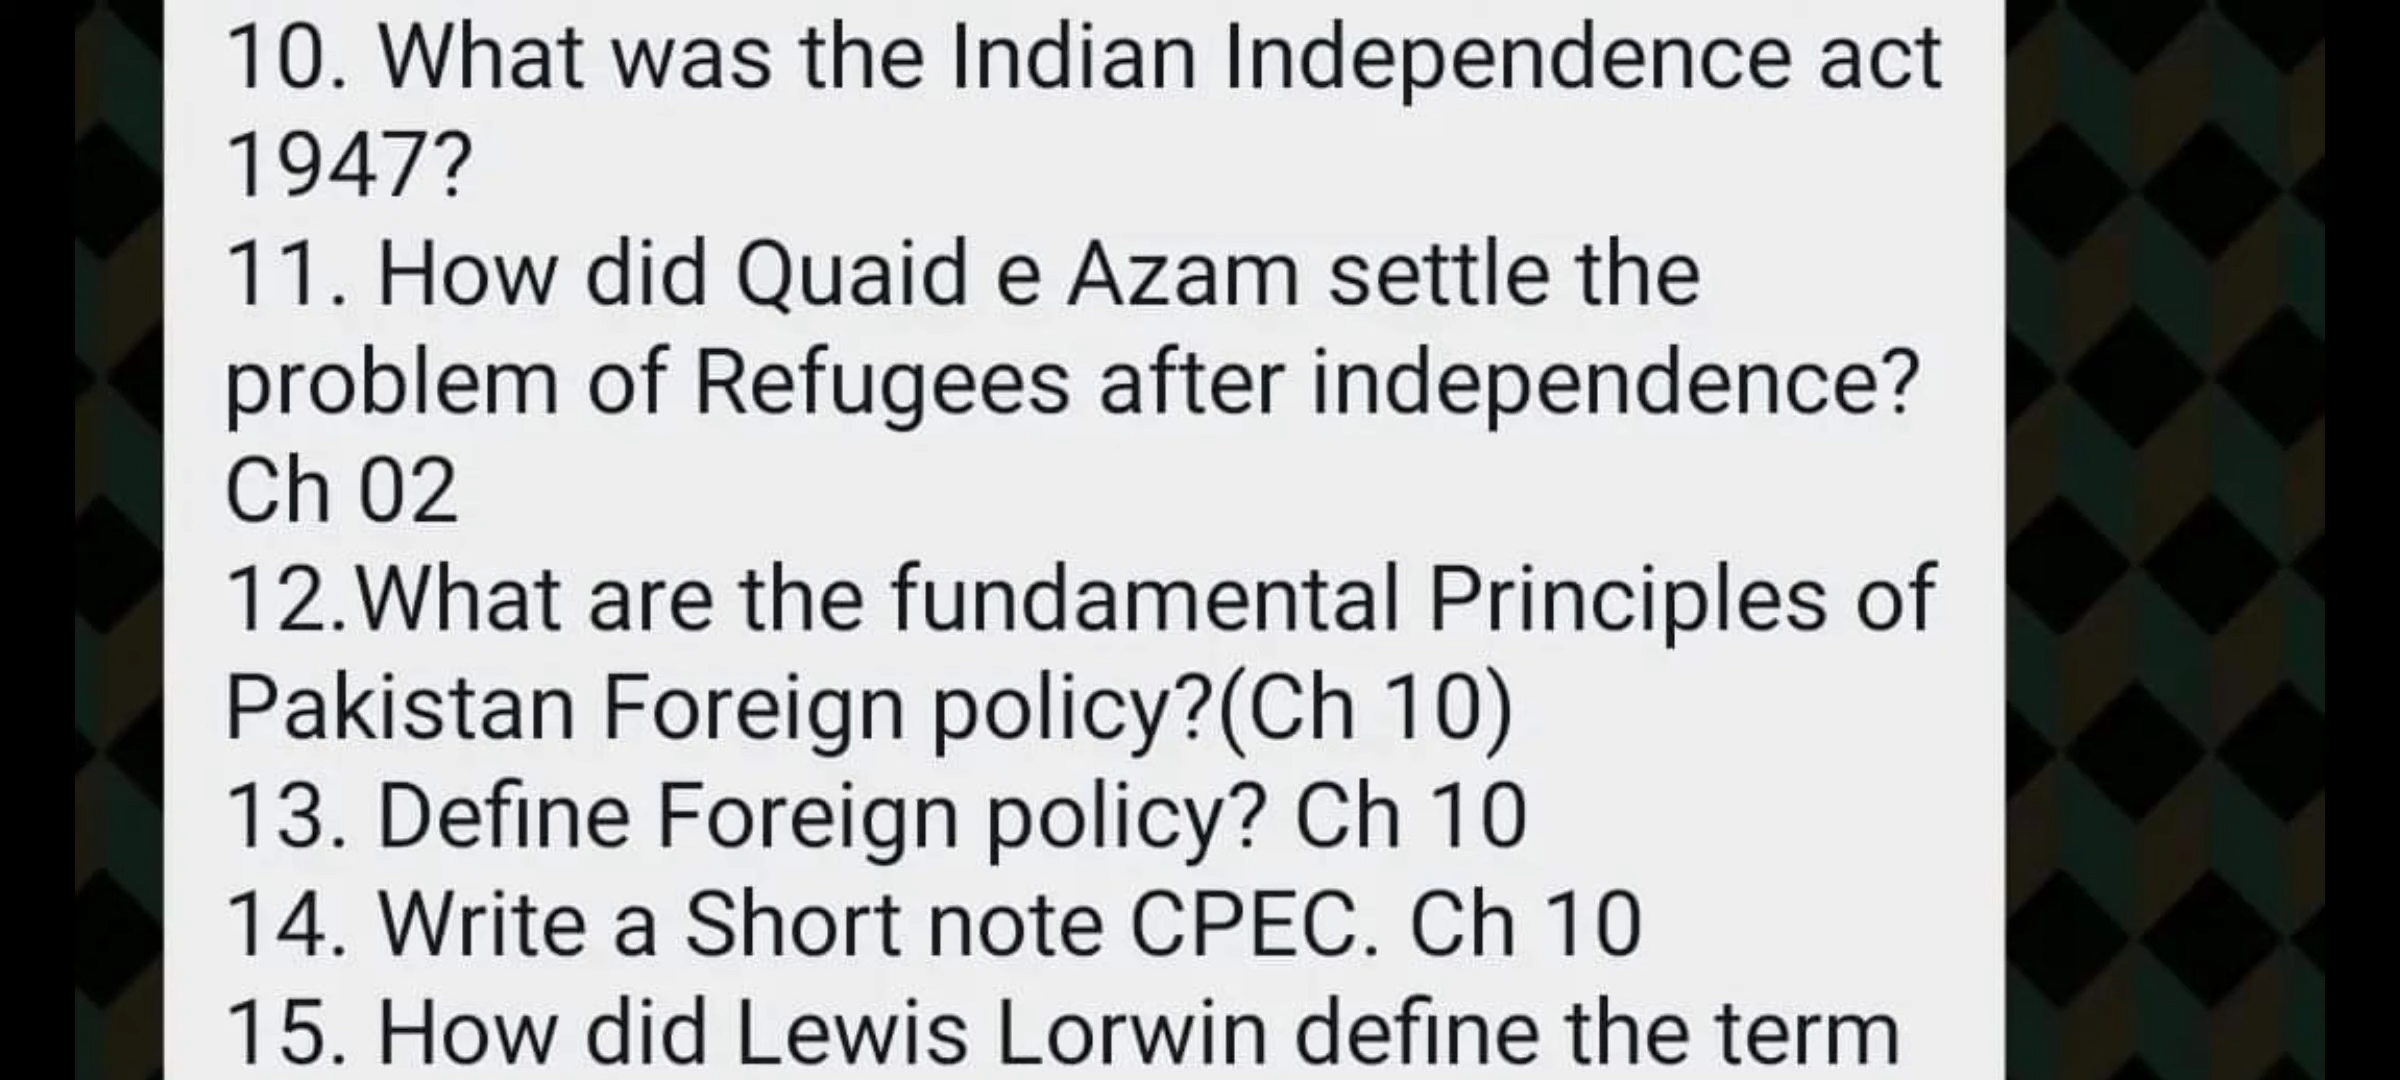 10. What was the Indian Independence act
1947?
11. How did Quaid e Azam settle the
problem of Refugees after independence?
Ch 02
12.What are the fundamental Principles of
Pakistan Foreign policy?(Ch 10)
13. Define Foreign policy? Ch 10
14. Write a Short note CPEC. Ch 10
15. How did Lewis Lorwin define the term